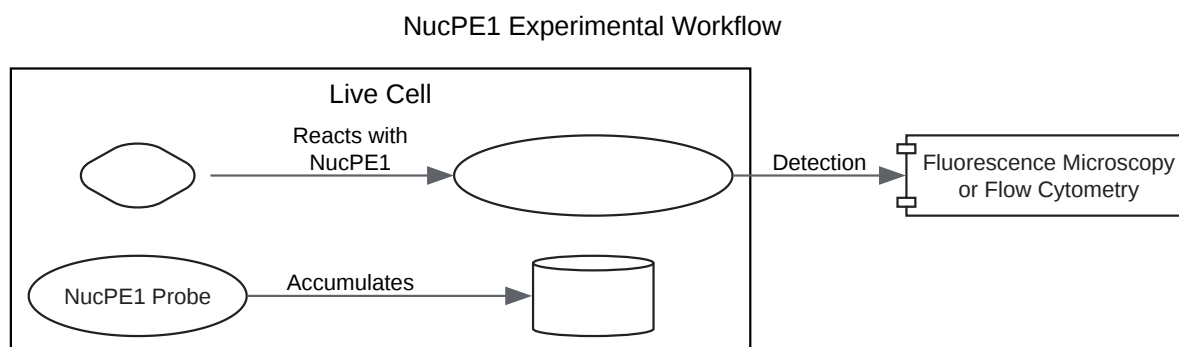 NucPE1 Experimental Workflow
Live Cell
Reacts with
NucPE1
Detection
Fluorescence Microscopy
or Flow Cytometry
NucPE1 Probe
Accumulates